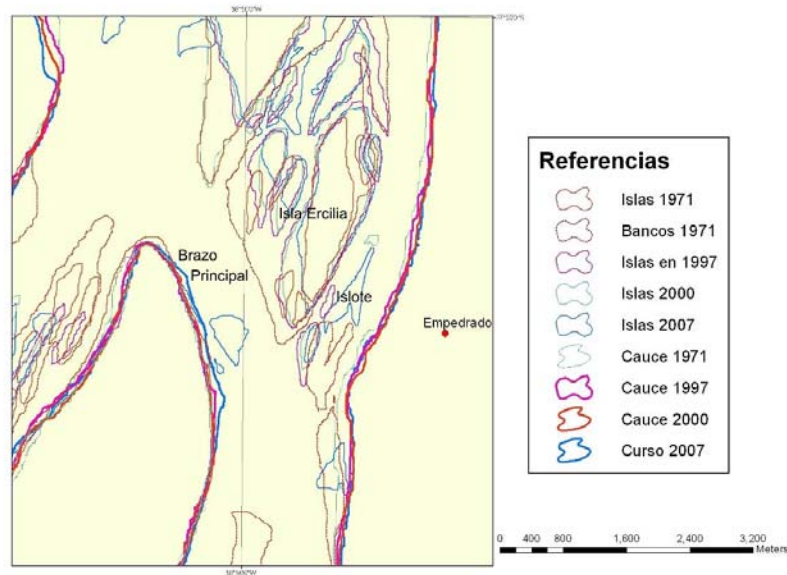 Brazo
Principal
Isla Ercilia
Islote
Empedrado
Referencias
Islas 1971
Bancos 1971
Islas en 1997
Islas 2000
Islas 2007
Cauce 1971
Cauce 1997
Cauce 2000
Curso 2007
0 200 400 800 1,600 2,400 3,200
Meters